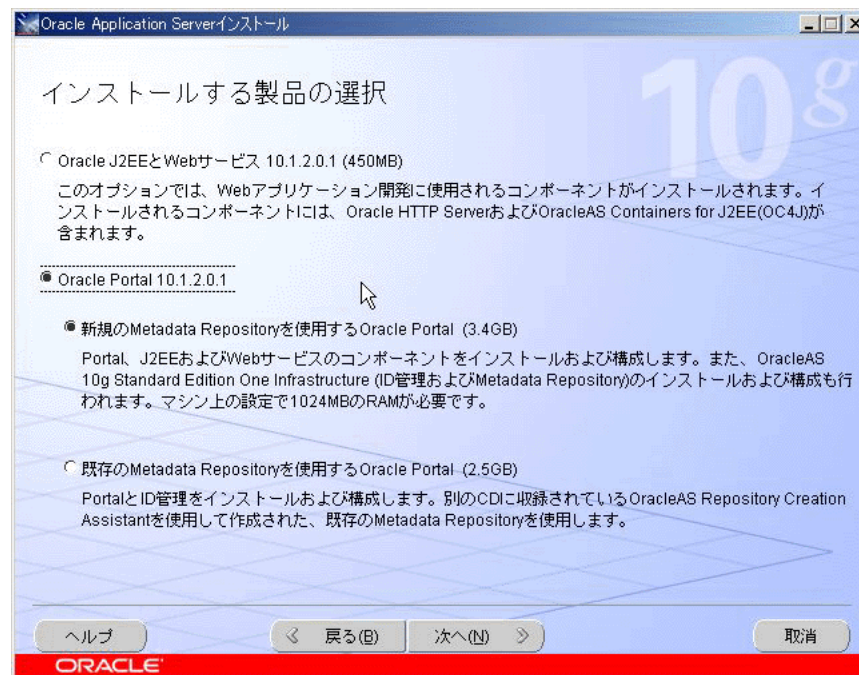 Oracle Application Serverインストール
10g
インストールする製品の選択
Oracle J2EEとWebサービス 10.1.2.0.1 (450MB)
このオプションでは、Webアプリケーション開発に使用されるコンポーネントがインストールされます。イ
ンストールされるコンポーネントには、Oracle HTTP ServerおよびOracleAS Containers for J2EE(OC4J)が
含まれます。
Oracle Portal 10.1.2.0.1
新規のMetadata Repositoryを使用するOracle Portal (3.4GB)
Portal、J2EEおよびWebサービスのコンポーネントをインストールおよび構成します。また、OracleAS
10g Standard Edition One Infrastructure (ID管理およびMetadata Repository)のインストールおよび構成も行
われます。マシン上の設定で1024MBのRAMが必要です。
既存のMetadata Repositoryを使用するOracle Portal (2.5GB)
PortalとID管理をインストールおよび構成します。別のCDに収録されているOracleAS Repository Creation
Assistantを使用して作成された、既存のMetadata Repositoryを使用します。
ヘルプ
戻る(B)
次へ(N)
取消
ORACLE